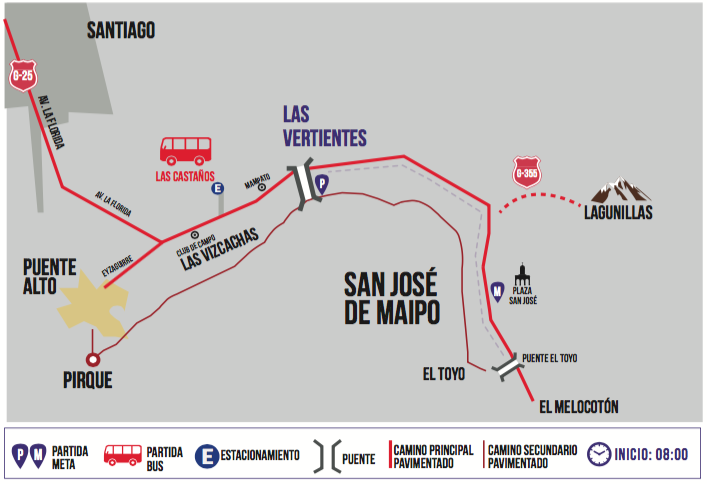 SANTIAGO
G-25
AV. LA FLORIDA
LAS
VERTIENTES
LAS CASTAÑOS
E
MAMPATO
P
G-355
LAGUNILLAS
AV. LA FLORIDA
CLUB DE CAMPO
LAS VIZCACHAS
EYZAGUIRRE
PUENTE
ALTO
SAN JOSÉ
DE MAIPO
M
PLAZA
SAN JOSÉ
PIRQUE
EL TOYO
PUENTE EL TOYO
EL MELOCOTÓN
P M PARTIDA
META
PARTIDA
BUS
E ESTACIONAMIENTO
PUENTE
CAMINO PRINCIPAL
PAVIMENTADO
CAMINO SECUNDARIO
PAVIMENTADO
INICIO: 08:00